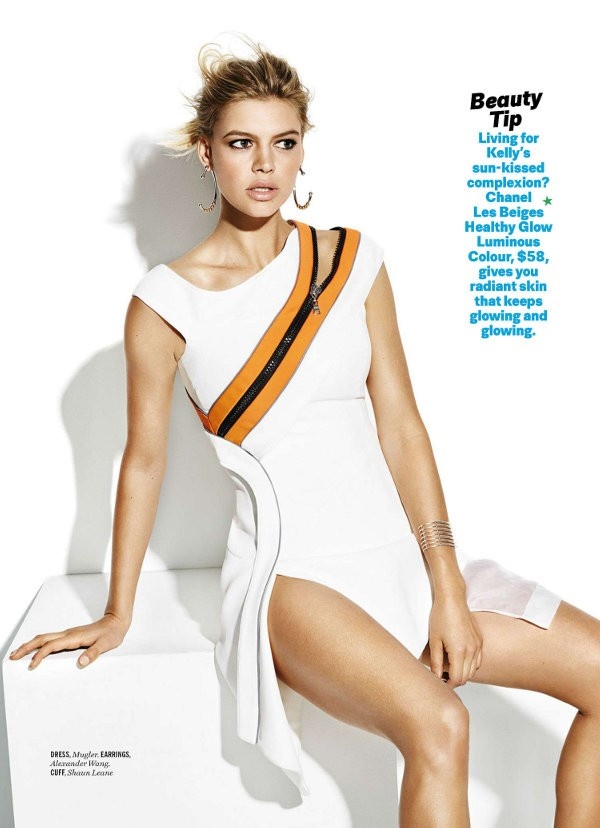 Beauty
Tip
Living for
Kelly's
sun-kissed
complexion?
Chanel
Les Beiges
Healthy Glow
Luminous
Colour, $58,
gives you
radiant skin
that keeps
glowing and
glowing.
DRESS, Mugler. EARRINGS,
Alexander Wang.
CUFF, Shaun Leane